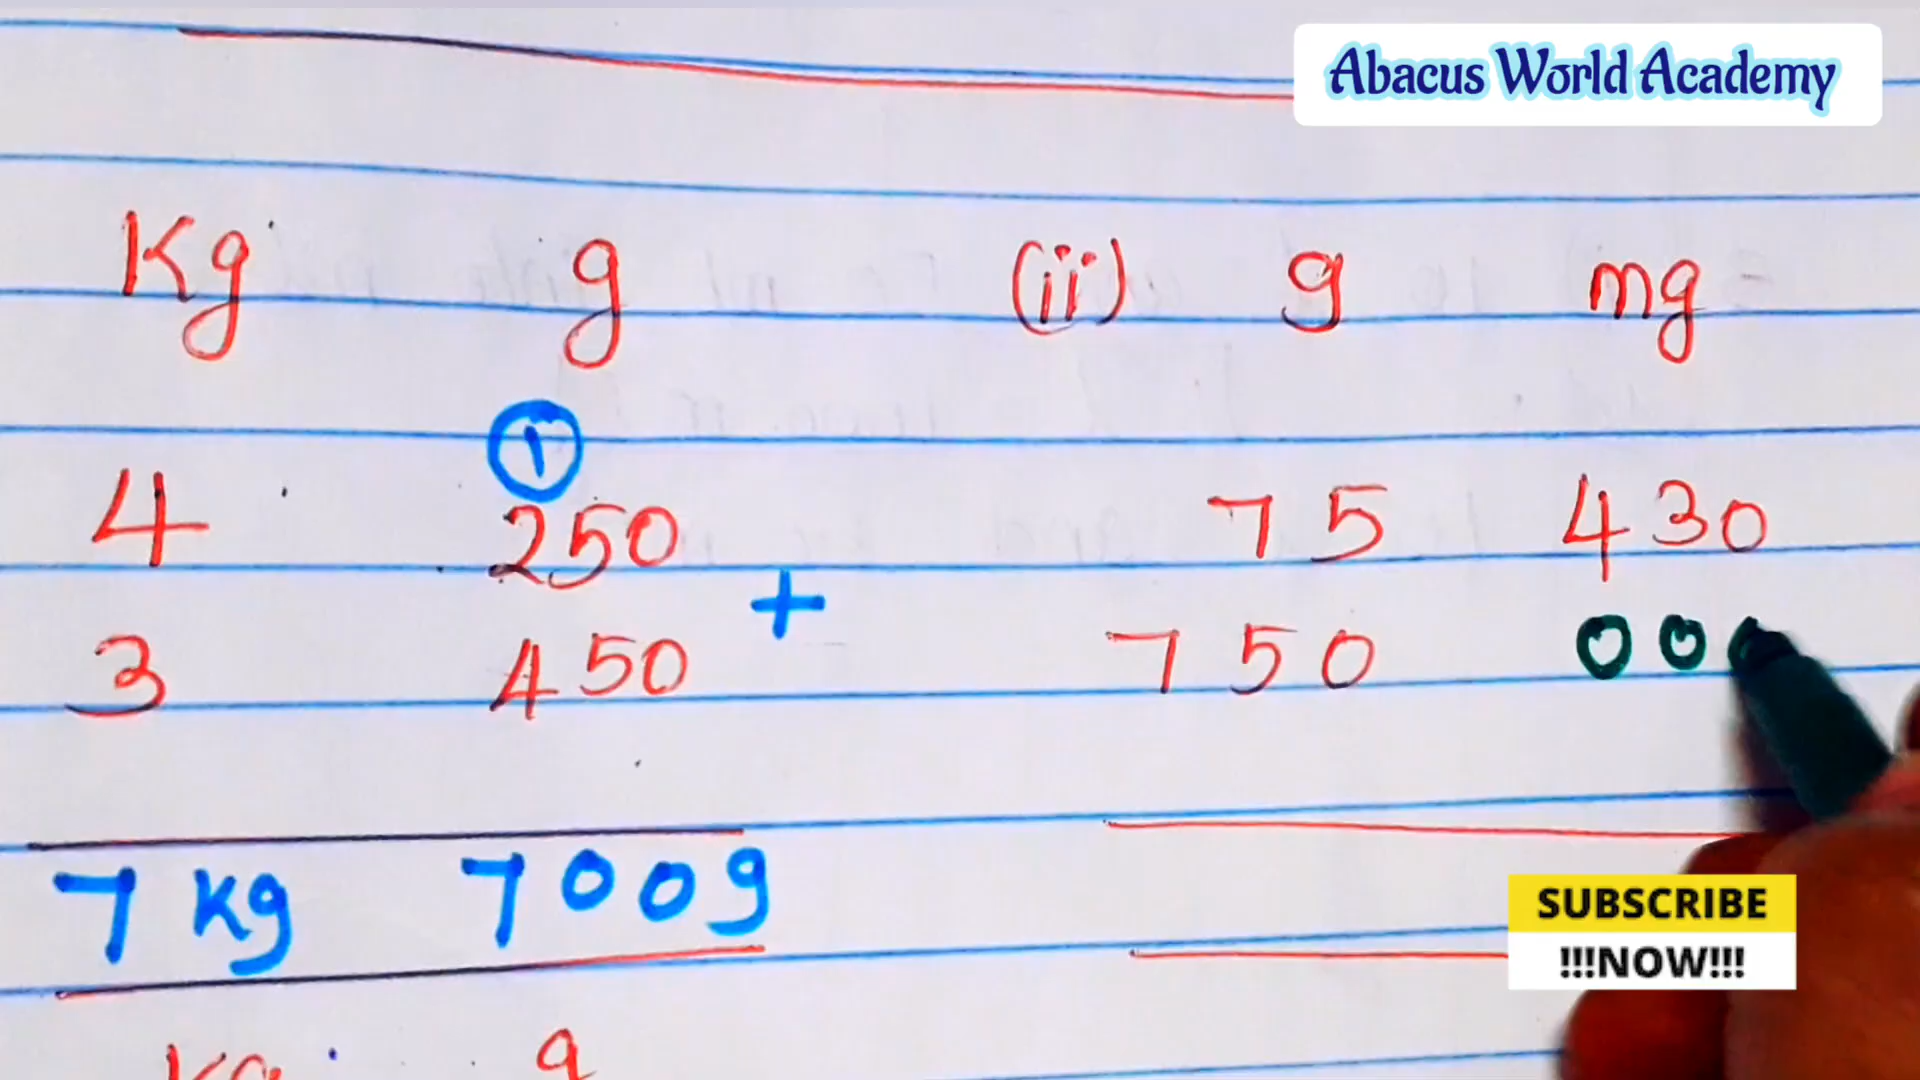 Abacus World Academy
Kg g (ii) g mg
1
4 250 75 430
+
3 450 750 00
7 kg 700g
SUBSCRIBE
!!!NOW!!!
Kg g